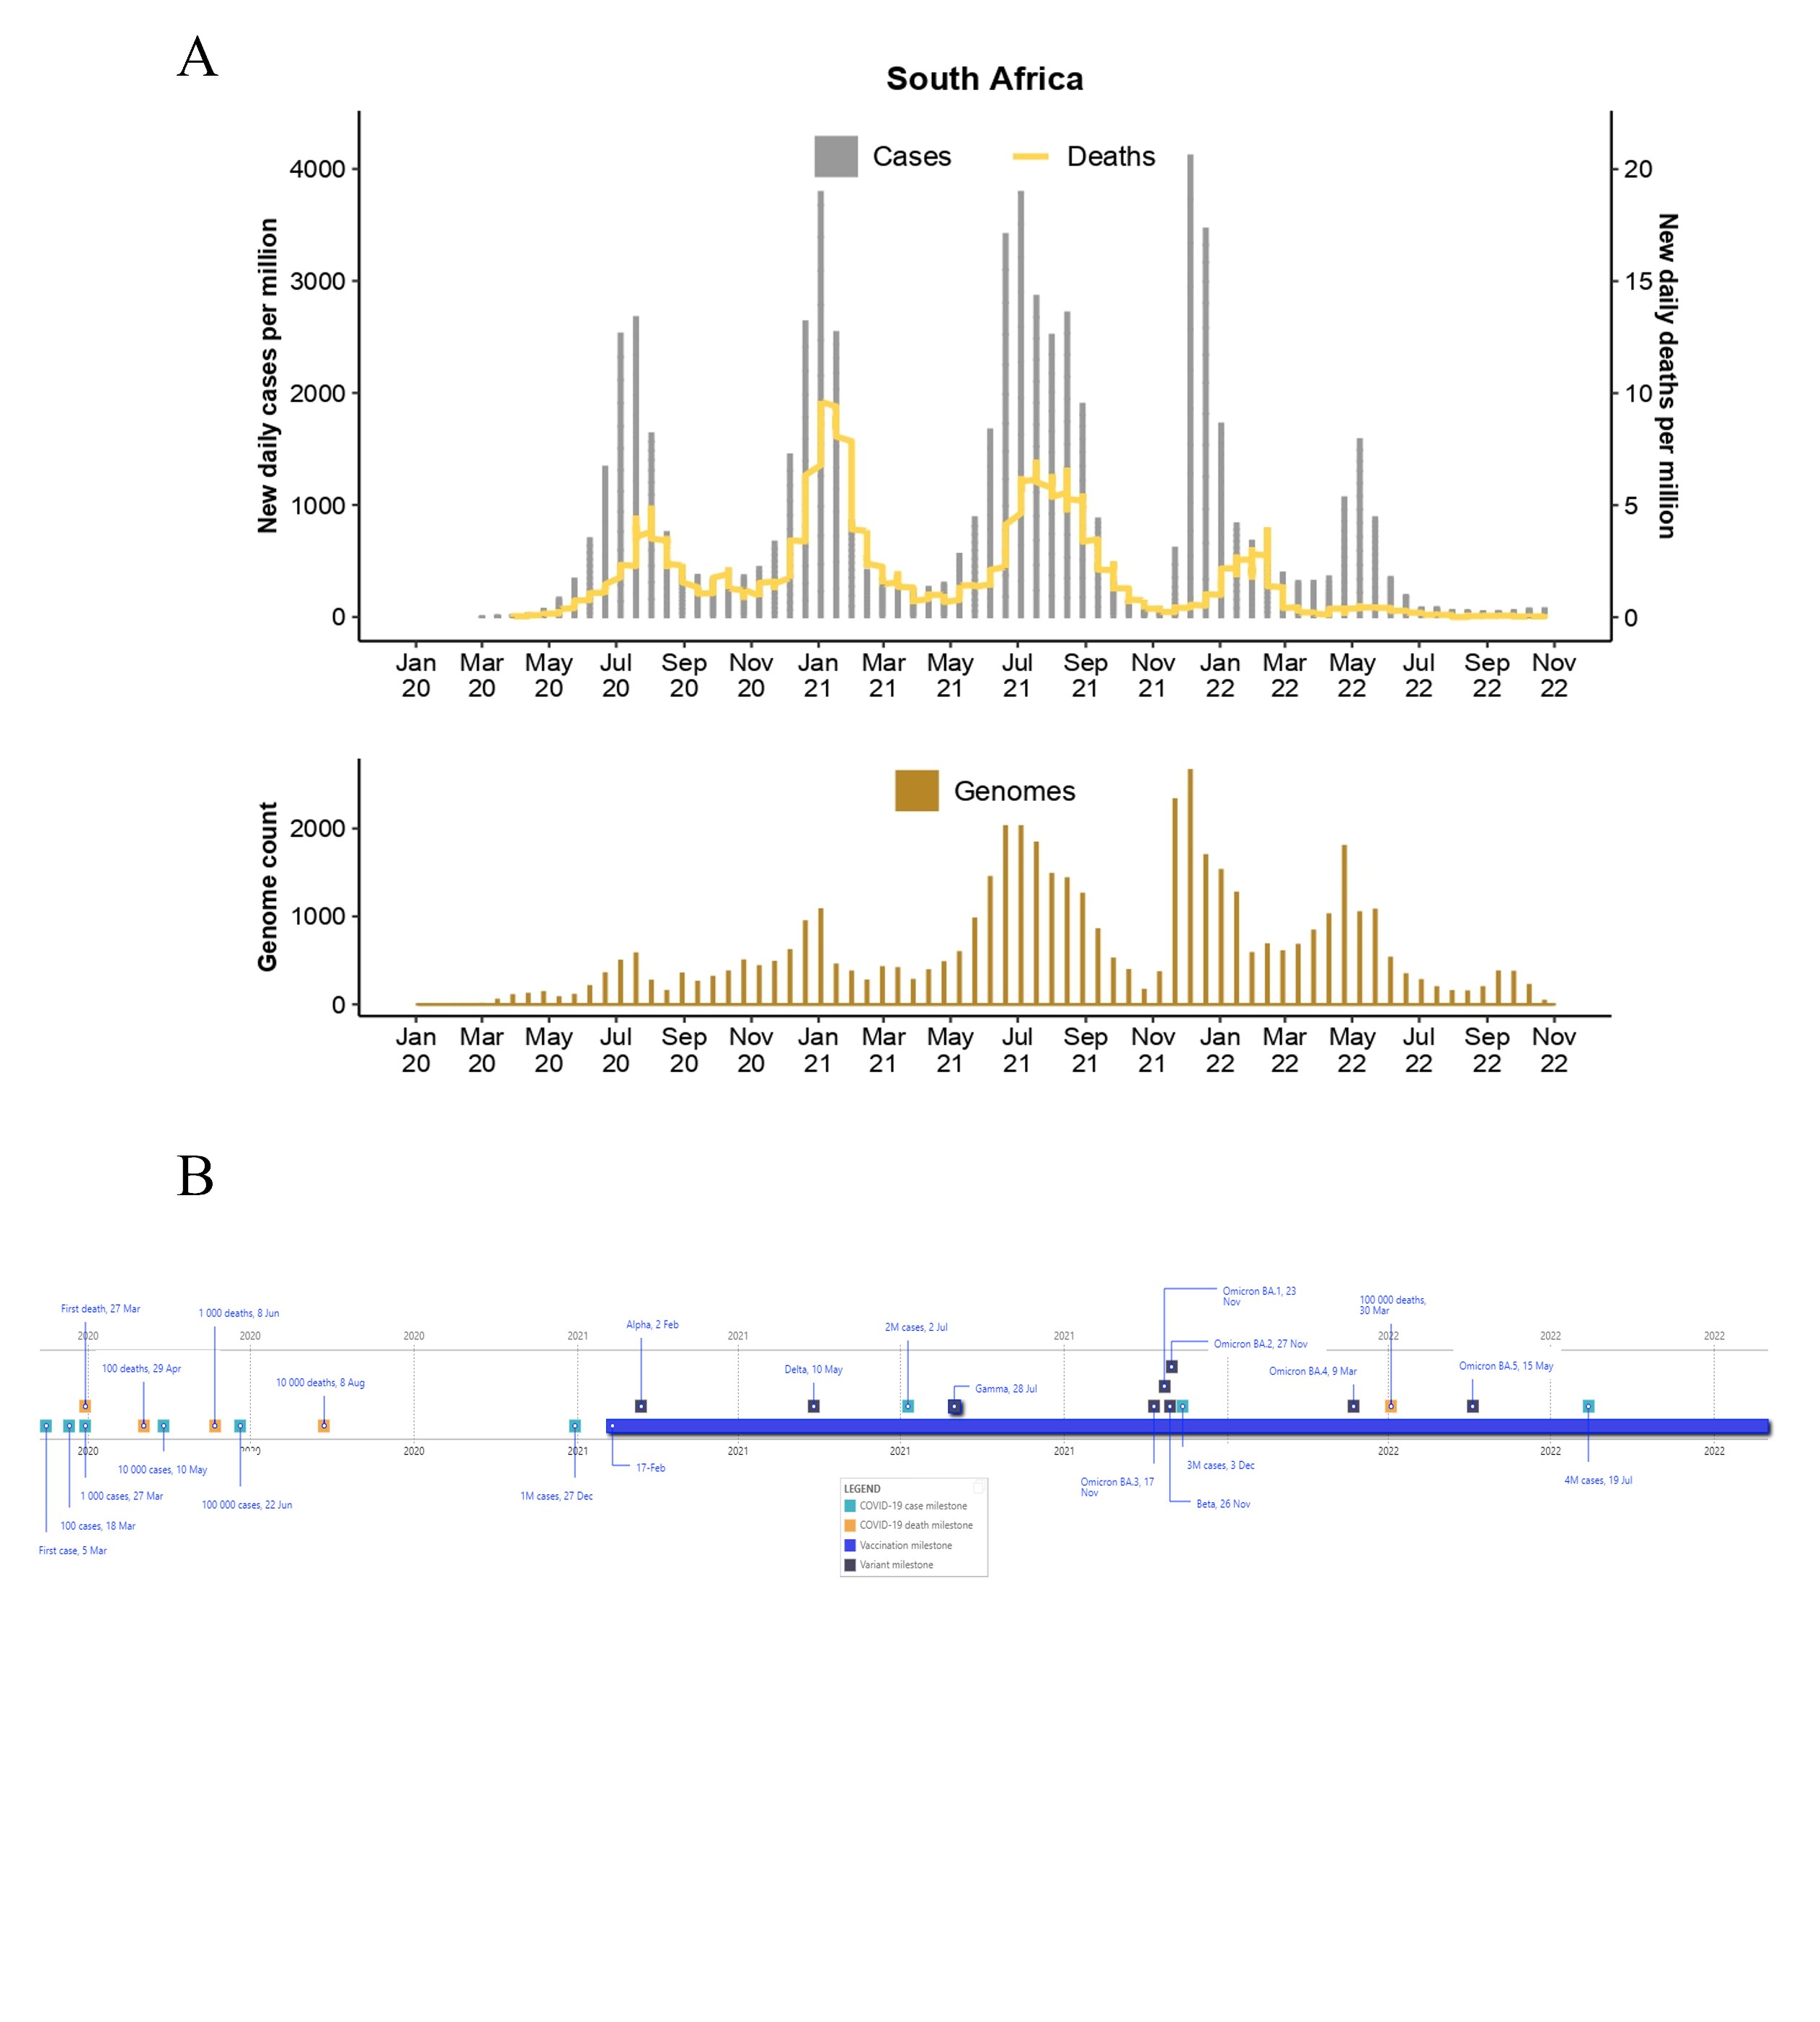 A
South Africa
Cases
Deaths
New daily cases per million
New daily deaths per million
4000
3000
2000
1000
0
20
15
10
5
0
Jan Mar May Jul Sep Nov Jan Mar May Jul Sep Nov Jan Mar May Jul Sep Nov
20 20 20 20 20 20 21 21 21 21 21 21 22 22 22 22 22 22
Genomes
Genome count
2000
1000
0
Jan Mar May Jul Sep Nov Jan Mar May Jul Sep Nov Jan Mar May Jul Sep Nov
20 20 20 20 20 20 21 21 21 21 21 21 22 22 22 22 22 22
B
Omicron BA.1, 23
Nov
100 000 deaths,
30 Mar
First death, 27 Mar
1 000 deaths, 8 Jun
Alpha, 2 Feb
2M cases, 2 Jul
2020 2020 2020 2021 2021 2021 2022 2022 2022
Omicron BA.2, 27 Nov
100 deaths, 29 Apr
Delta, 10 May
Omicron BA.4, 9 Mar
Omicron BA.5, 15 May
10 000 deaths, 8 Aug
Gamma, 28 Jul
2020 2020 2021 2021 2021 2021 2022 2022 2022
10 000 cases, 10 May
17-Feb
3M cases, 3 Dec
Omicron BA.3, 17
Nov
4M cases, 19 Jul
1 000 cases, 27 Mar
1M cases, 27 Dec
100 000 cases, 22 Jun
Beta, 26 Nov
100 cases, 18 Mar
First case, 5 Mar
LEGEND
COVID-19 case milestone
COVID-19 death milestone
Vaccination milestone
Variant milestone